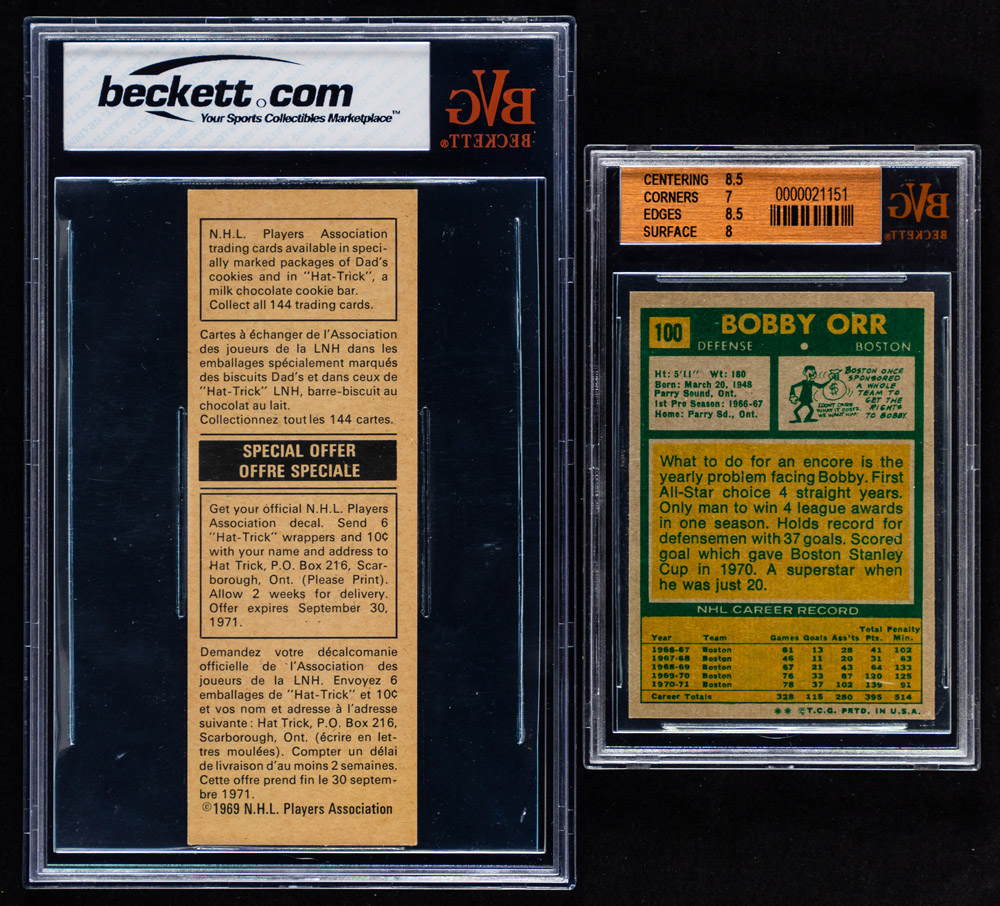 beckett.com
Your Sports Collectibles Marketplace™
BVG
BECKETT®
N.H.L. Players Association
trading cards available in speci-
ally marked packages of Dad's
cookies and in "Hat-Trick", a
milk chocolate cookie bar.
Collect all 144 trading cards.
Cartes à échanger de l'Association
des joueurs de la LNH dans les
emballages spécialement marqués
des biscuits Dad's et dans ceux de
"Hat-Trick" LNH, barre-biscuit au
chocolat au lait.
Collectionnez tout les 144 cartes.
SPECIAL OFFER
OFFRE SPECIALE
Get your official N.H.L. Players
Association decal. Send 6
"Hat-Trick" wrappers and 10¢
with your name and address to
Hat Trick, P.O. Box 216, Scar-
borough, Ont. (Please Print).
Allow 2 weeks for delivery.
Offer expires September 30,
1971.
Demandez votre décalcomanie
officielle de l'Association des
joueurs de la LNH. Envoyez 6
emballages de "Hat-Trick" et 10¢
et vos nom et adresse à l'adresse
suivante : Hat Trick, P.O. Box 216,
Scarborough, Ont. (écrire en let-
tres moulées). Compter un délai
de livraison d'au moins 2 semaines.
Cette offre prend fin le 30 septem-
bre 1971.
©1969 N.H.L. Players Association
CENTERING 8.5
CORNERS 7
EDGES 8.5
SURFACE 8
0000021151
BVG
BECKETT®
100
BOBBY ORR
DEFENSE BOSTON
Ht: 5'11" Wt: 180
Born: March 20, 1948
Parry Sound, Ont.
1st Pro Season: 1966-67
Home: Parry Sd., Ont.
BOSTON ONCE
SPONSORED
A WHOLE
TEAM TO
GET THE
RIGHTS
TO BOBBY
I DON'T CARE
WHAT IT COSTS,
WE WANT HIM!
$
What to do for an encore is the
yearly problem facing Bobby. First
All-Star choice 4 straight years.
Only man to win 4 league awards
in one season. Holds record for
defensemen with 37 goals. Scored
goal which gave Boston Stanley
Cup in 1970. A superstar when
he was just 20.
NHL CAREER RECORD
Total Penalty
Year Team Games Goals Ass'ts Pts. Min.
1966-67 Boston 61 13 28 41 102
1967-68 Boston 46 11 20 31 63
1968-69 Boston 67 21 43 64 133
1969-70 Boston 76 33 87 120 125
1970-71 Boston 78 37 102 139 91
Career Totals 328 115 280 395 514
** ©T.C.G. PRTD. IN U.S.A.